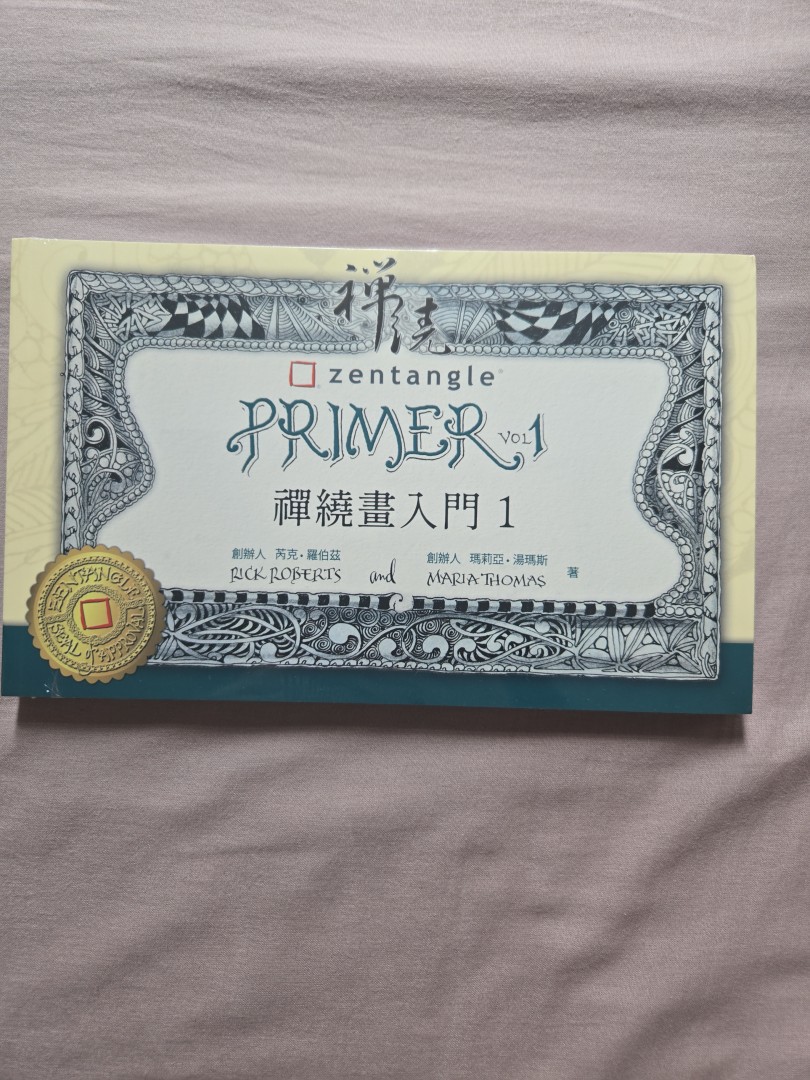 禪繞
zentangle®
PRIMER VOL 1
禪繞畫入門 1
創辦人 芮克・羅伯茲 創辦人 瑪莉亞・湯瑪斯
RICK ROBERTS and MARIA THOMAS 著
ZENTANGLE
SEAL of APPROVAL